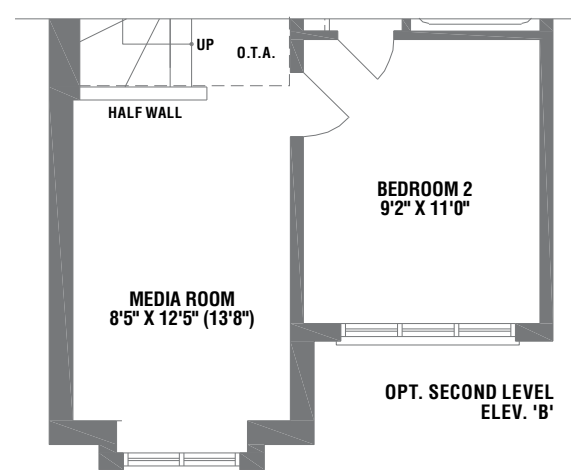 UP
O.T.A.
HALF WALL
BEDROOM 2
9'2" X 11'0"
MEDIA ROOM
8'5" X 12'5" (13'8")
OPT. SECOND LEVEL
ELEV. 'B'